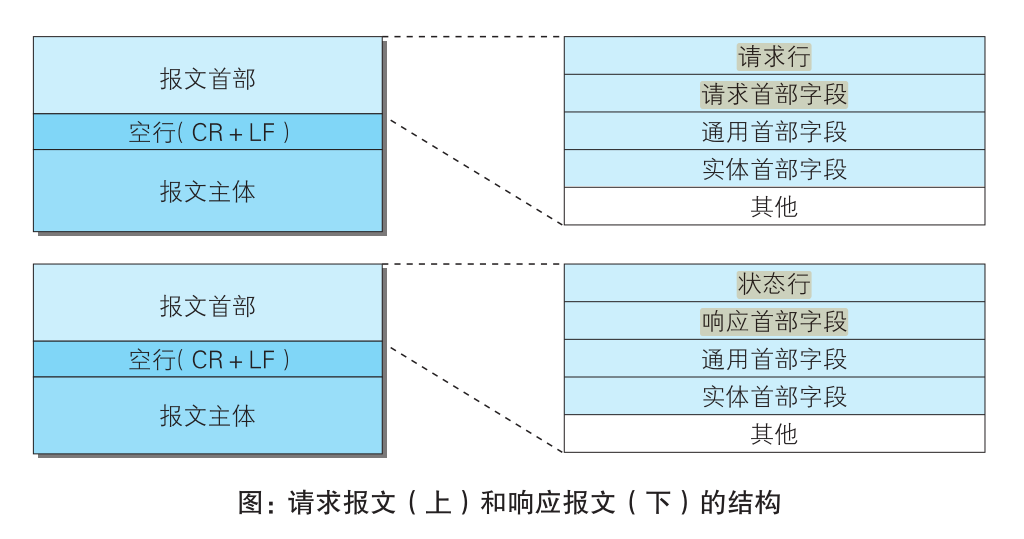 报文首部
空行(CR+LF)
报文主体
请求行
请求首部字段
通用首部字段
实体首部字段
其他
报文首部
空行(CR+LF)
报文主体
状态行
响应首部字段
通用首部字段
实体首部字段
其他
图：请求报文（上）和响应报文（下）的结构